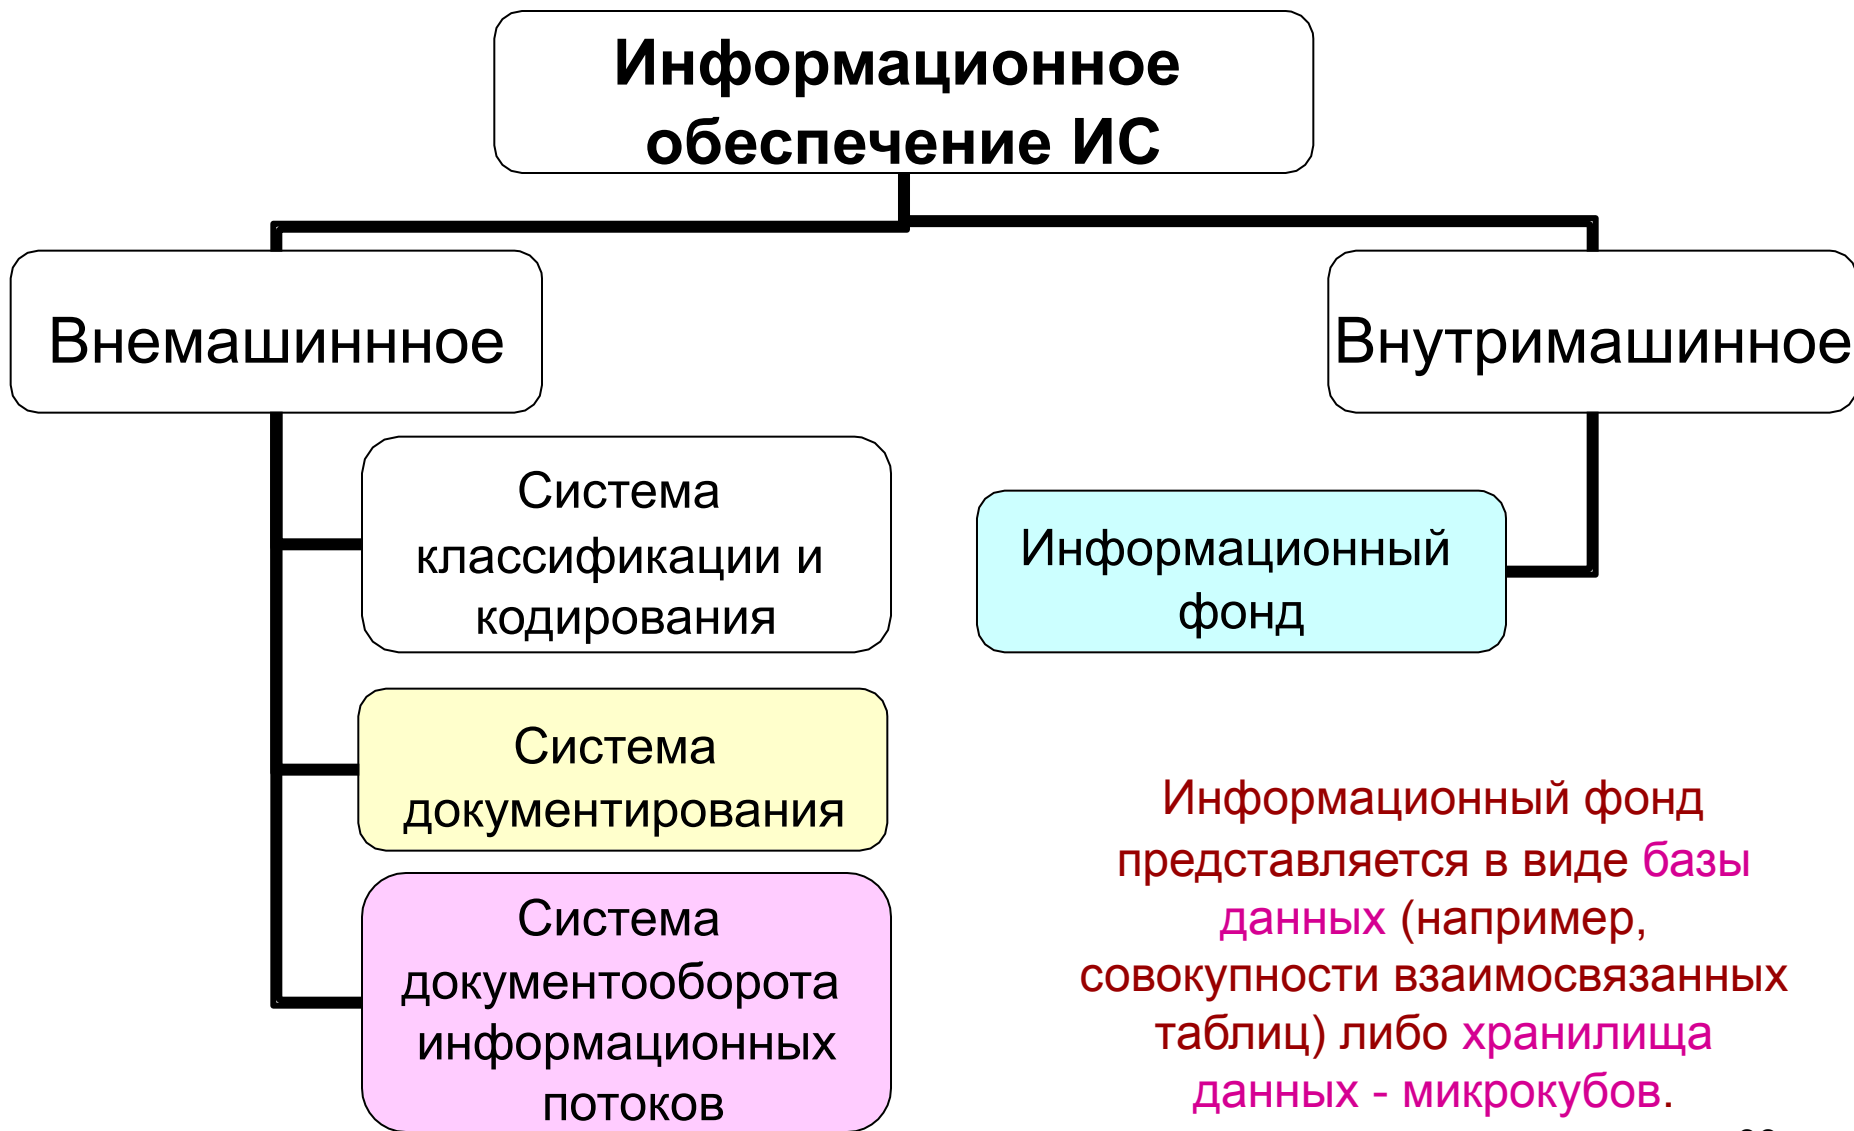 Информационное
обеспечение ИС
Внемашиннное
Внутримашинное
Система
классификации и
кодирования
Информационный
фонд
Система
документирования
Система
документооборота
информационных
потоков
Информационный фонд
представляется в виде базы
данных (например,
совокупности взаимосвязанных
таблиц) либо хранилища
данных - микрокубов.